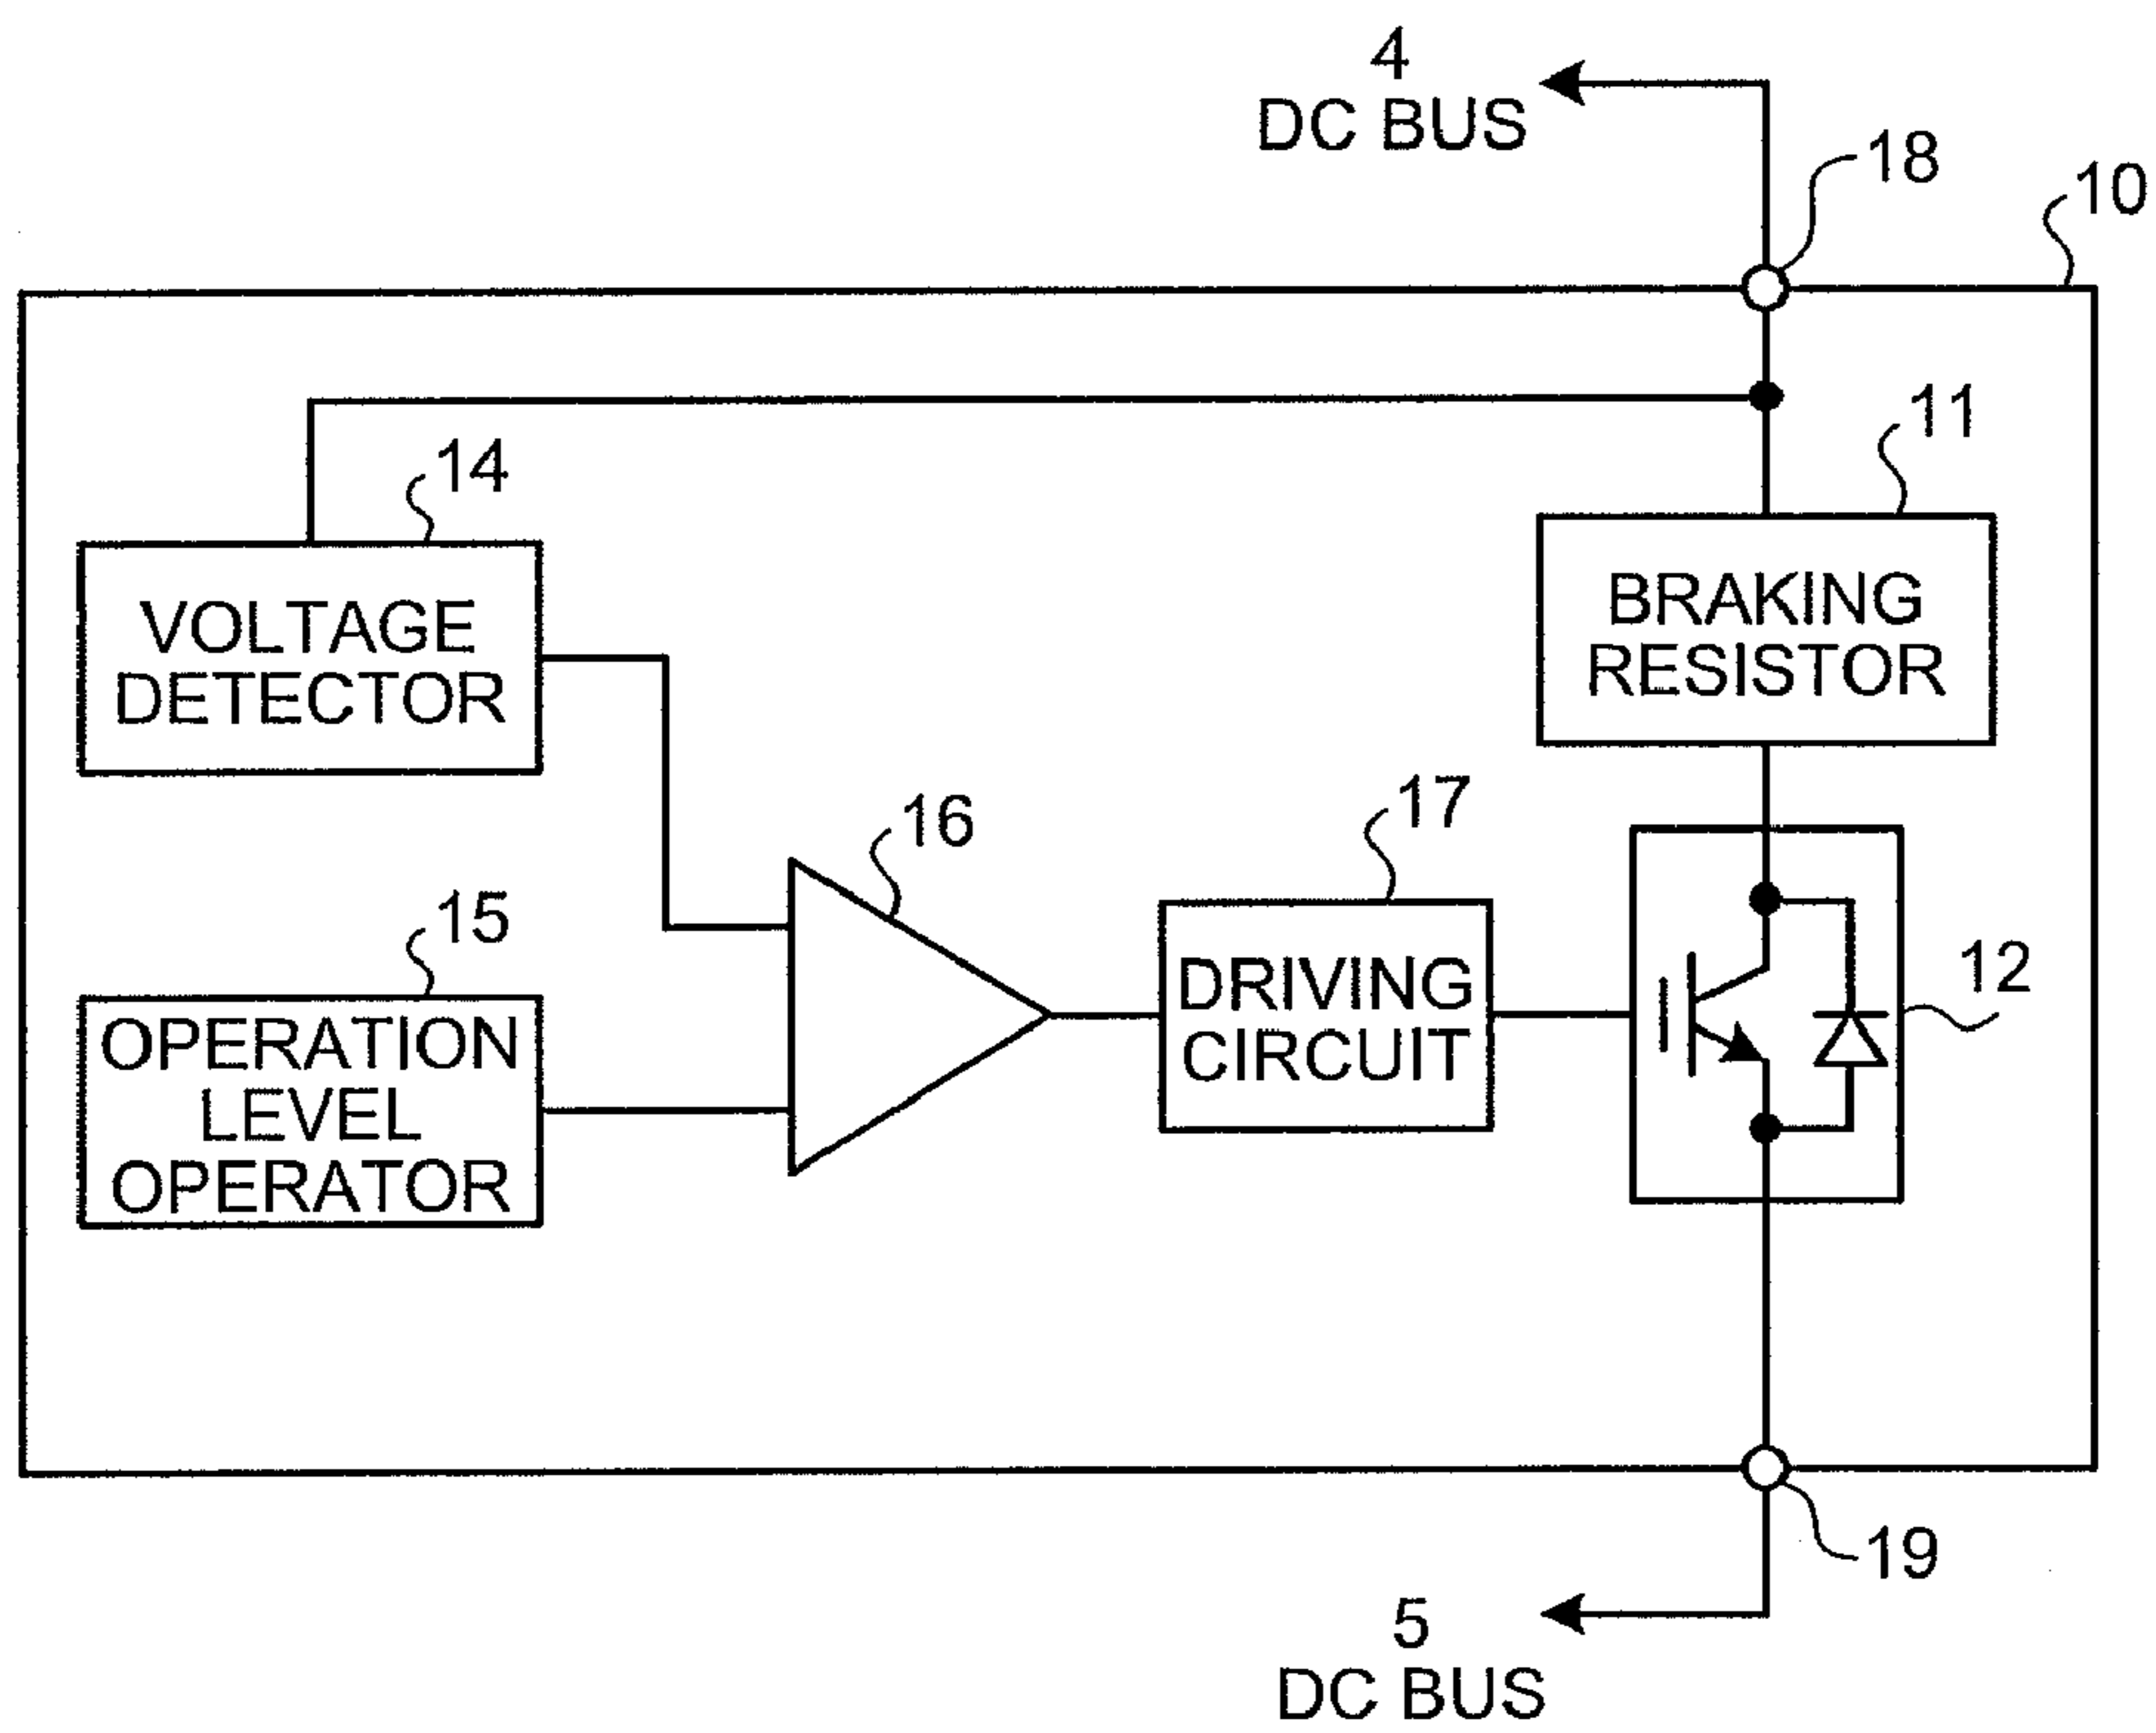 4
DC BUS
18
10
11
14
VOLTAGE
DETECTOR
BRAKING
RESISTOR
16
17
15
OPERATION
LEVEL
OPERATOR
DRIVING
CIRCUIT
12
19
5
DC BUS